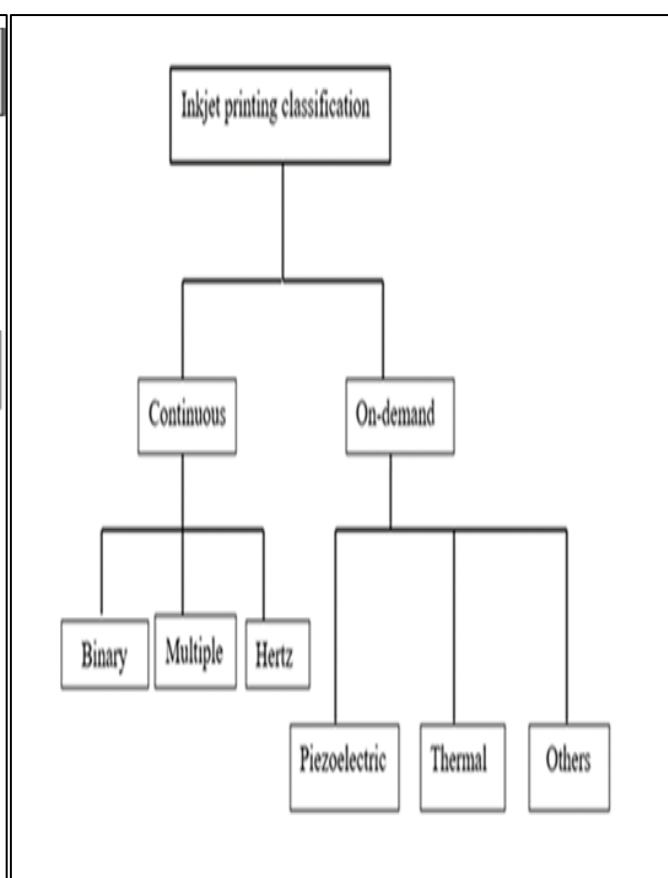 Inkjet printing classification
Continuous
On-demand
Binary
Multiple
Hertz
Piezoelectric
Thermal
Others